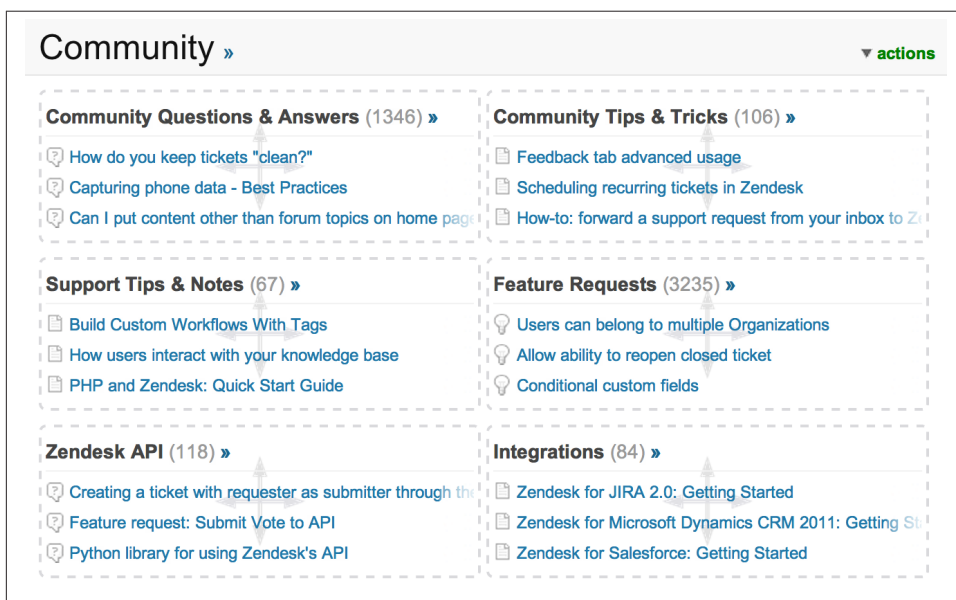 Community »
▼ actions
Community Questions & Answers (1346) »
How do you keep tickets "clean?"
Capturing phone data - Best Practices
Can I put content other than forum topics on home page
Community Tips & Tricks (106) »
Feedback tab advanced usage
Scheduling recurring tickets in Zendesk
How-to: forward a support request from your inbox to Ze
Support Tips & Notes (67) »
Build Custom Workflows With Tags
How users interact with your knowledge base
PHP and Zendesk: Quick Start Guide
Feature Requests (3235) »
Users can belong to multiple Organizations
Allow ability to reopen closed ticket
Conditional custom fields
Zendesk API (118) »
Creating a ticket with requester as submitter through the
Feature request: Submit Vote to API
Python library for using Zendesk's API
Integrations (84) »
Zendesk for JIRA 2.0: Getting Started
Zendesk for Microsoft Dynamics CRM 2011: Getting St
Zendesk for Salesforce: Getting Started